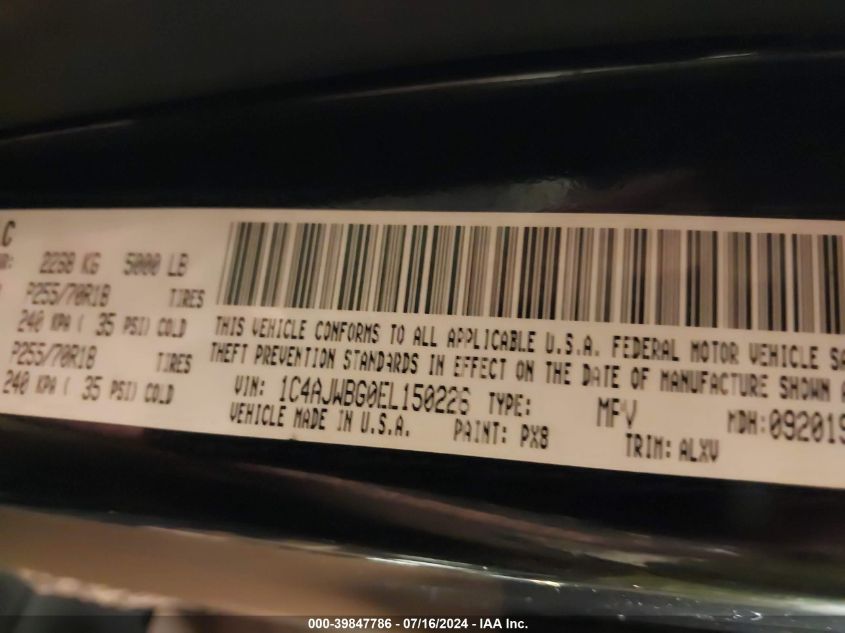 C
2268 KG 5000 LB
P255/70R18 TIRES
240 KPA ( 35 PSI) COLD
P255/70R18 TIRES
240 KPA ( 35 PSI) COLD
THIS VEHICLE CONFORMS TO ALL APPLICABLE U.S.A. FEDERAL MOTOR VEHICLE SA
THEFT PREVENTION STANDARDS IN EFFECT ON THE DATE OF MANUFACTURE SHOWN A
VIN: 1C4AJWBG0EL150226 TYPE: MPV MDH: 092019
VEHICLE MADE IN U.S.A. PAINT: PX8 TRIM: ALXV
000-39847786 - 07/16/2024 - IAA Inc.